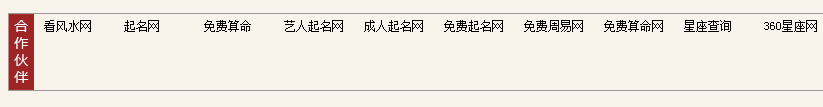 合作伙伴
看风水网 起名网 免费算命 艺人起名网 成人起名网 免费起名网 免费周易网 免费算命网 星座查询 360星座网